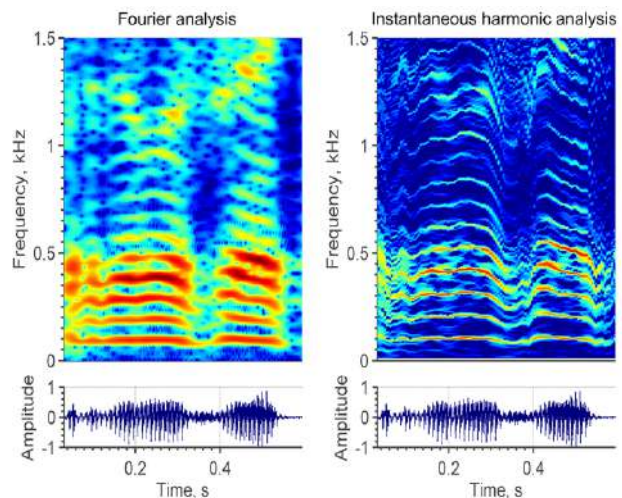 Fourier analysis
Instantaneous harmonic analysis
1.5
1
0.5
0
Frequency, kHz
1.5
1
0.5
0
Frequency, kHz
1
0
-1
Amplitude
0.2 0.4
Time, s
1
0
-1
Amplitude
0.2 0.4
Time, s